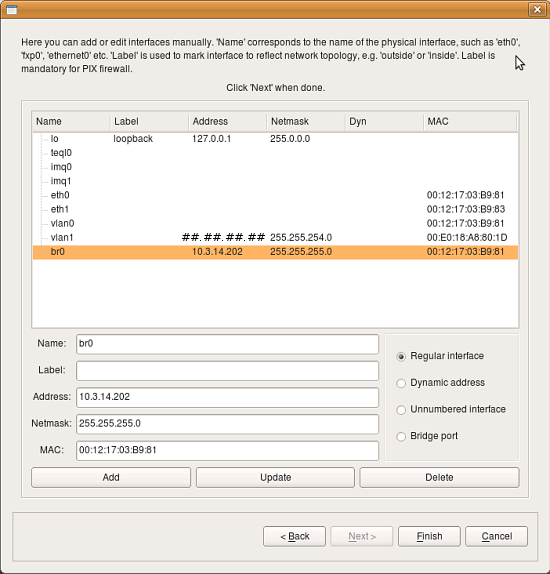 Here you can add or edit interfaces manually. 'Name' corresponds to the name of the physical interface, such as 'eth0',
'fxp0', 'ethernet0' etc. 'Label' is used to mark interface to reflect network topology, e.g. 'outside' or 'inside'. Label is
mandatory for PIX firewall.
Click 'Next' when done.
Name Label Address Netmask Dyn MAC
lo loopback 127.0.0.1 255.0.0.0
teql0
imq0
imq1
eth0 00:12:17:03:B9:81
eth1 00:12:17:03:B9:83
vlan0 00:12:17:03:B9:81
vlan1 ##.##.##.## 255.255.254.0 00:E0:18:A8:80:1D
br0 10.3.14.202 255.255.255.0 00:12:17:03:B9:81
Name: br0
Label:
Address: 10.3.14.202
Netmask: 255.255.255.0
MAC: 00:12:17:03:B9:81
Regular interface
Dynamic address
Unnumbered interface
Bridge port
Add Update Delete
< Back Next > Finish Cancel